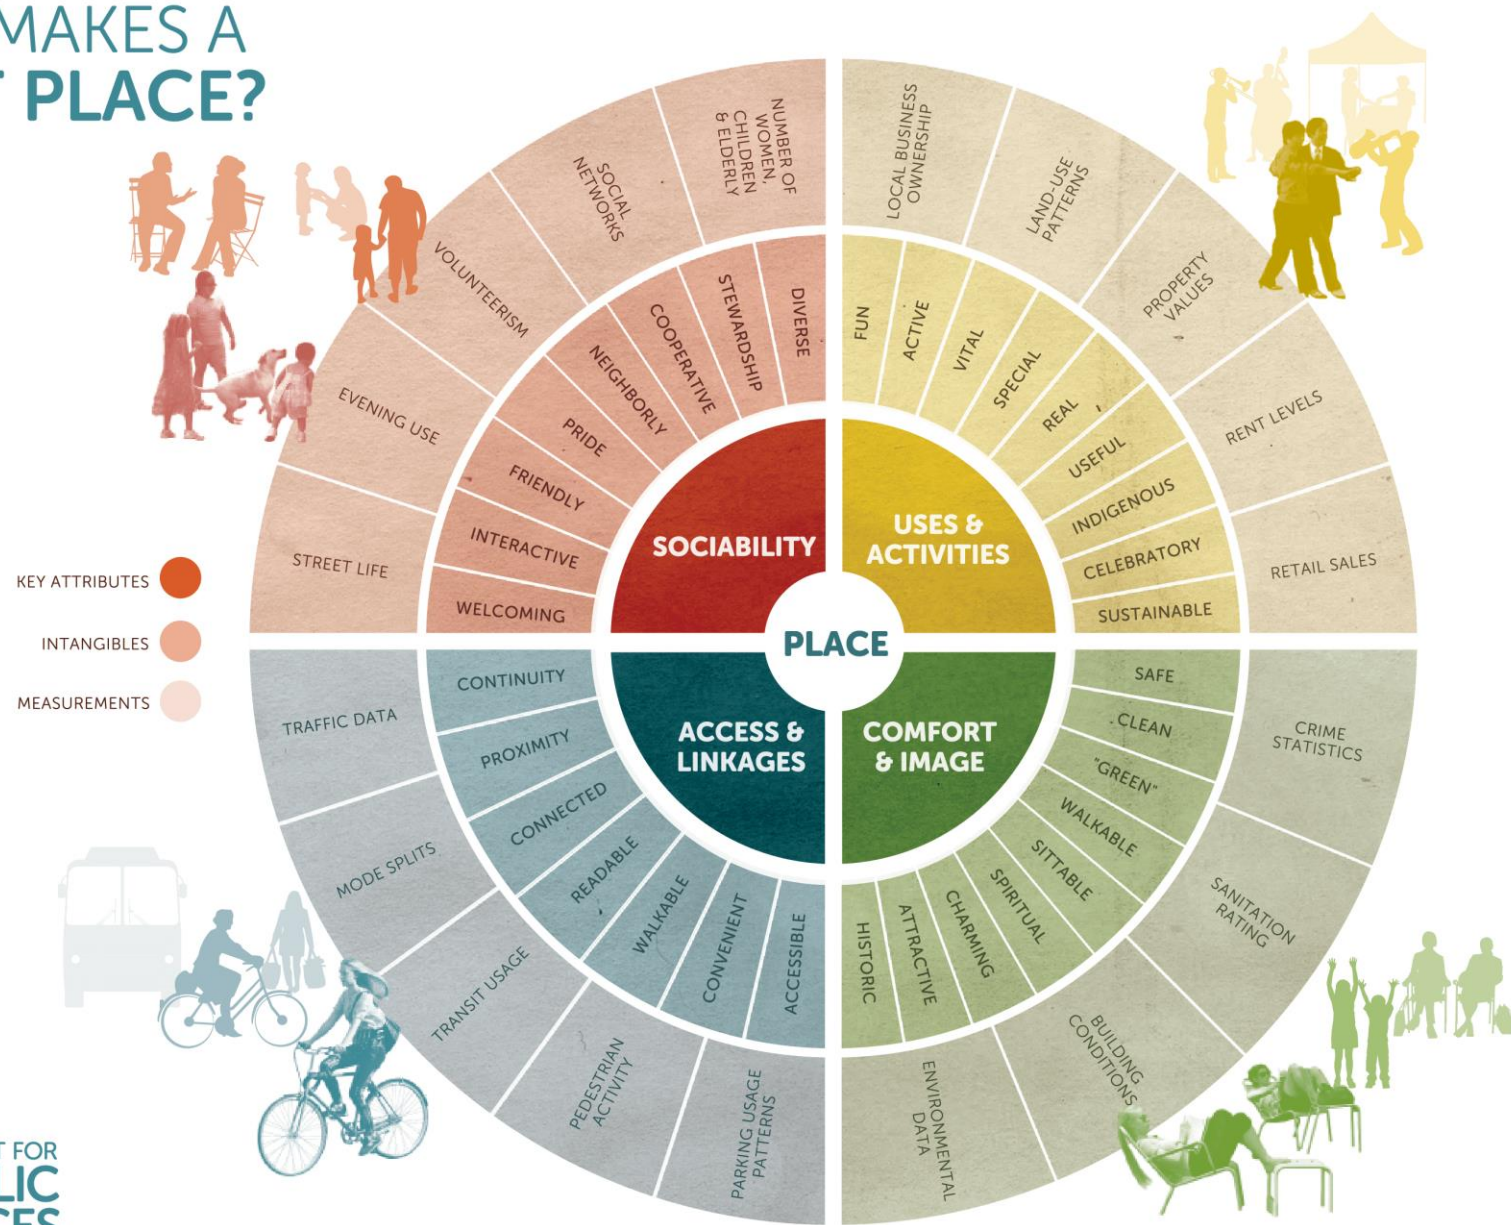 MAKES A
PLACE?
NUMBER OF
WOMEN,
CHILDREN
& ELDERLY
SOCIAL
NETWORKS
VOLUNTEERISM
EVENING USE
STREET LIFE
DIVERSE
STEWARDSHIP
COOPERATIVE
NEIGHBORLY
PRIDE
FRIENDLY
INTERACTIVE
WELCOMING
SOCIABILITY
LOCAL BUSINESS
OWNERSHIP
LAND-USE
PATTERNS
PROPERTY
VALUES
RENT LEVELS
RETAIL SALES
FUN
ACTIVE
VITAL
SPECIAL
REAL
USEFUL
INDIGENOUS
CELEBRATORY
SUSTAINABLE
USES &
ACTIVITIES
PLACE
KEY ATTRIBUTES
INTANGIBLES
MEASUREMENTS
ACCESS &
LINKAGES
CONTINUITY
PROXIMITY
CONNECTED
READABLE
WALKABLE
CONVENIENT
ACCESSIBLE
TRAFFIC DATA
MODE SPLITS
TRANSIT USAGE
PEDESTRIAN
ACTIVITY
PARKING USAGE
PATTERNS
COMFORT
& IMAGE
SAFE
CLEAN
"GREEN"
WALKABLE
SITTABLE
SPIRITUAL
CHARMING
ATTRACTIVE
HISTORIC
CRIME
STATISTICS
SANITATION
RATING
BUILDING
CONDITIONS
ENVIRONMENTAL
DATA
T FOR
LIC
CES